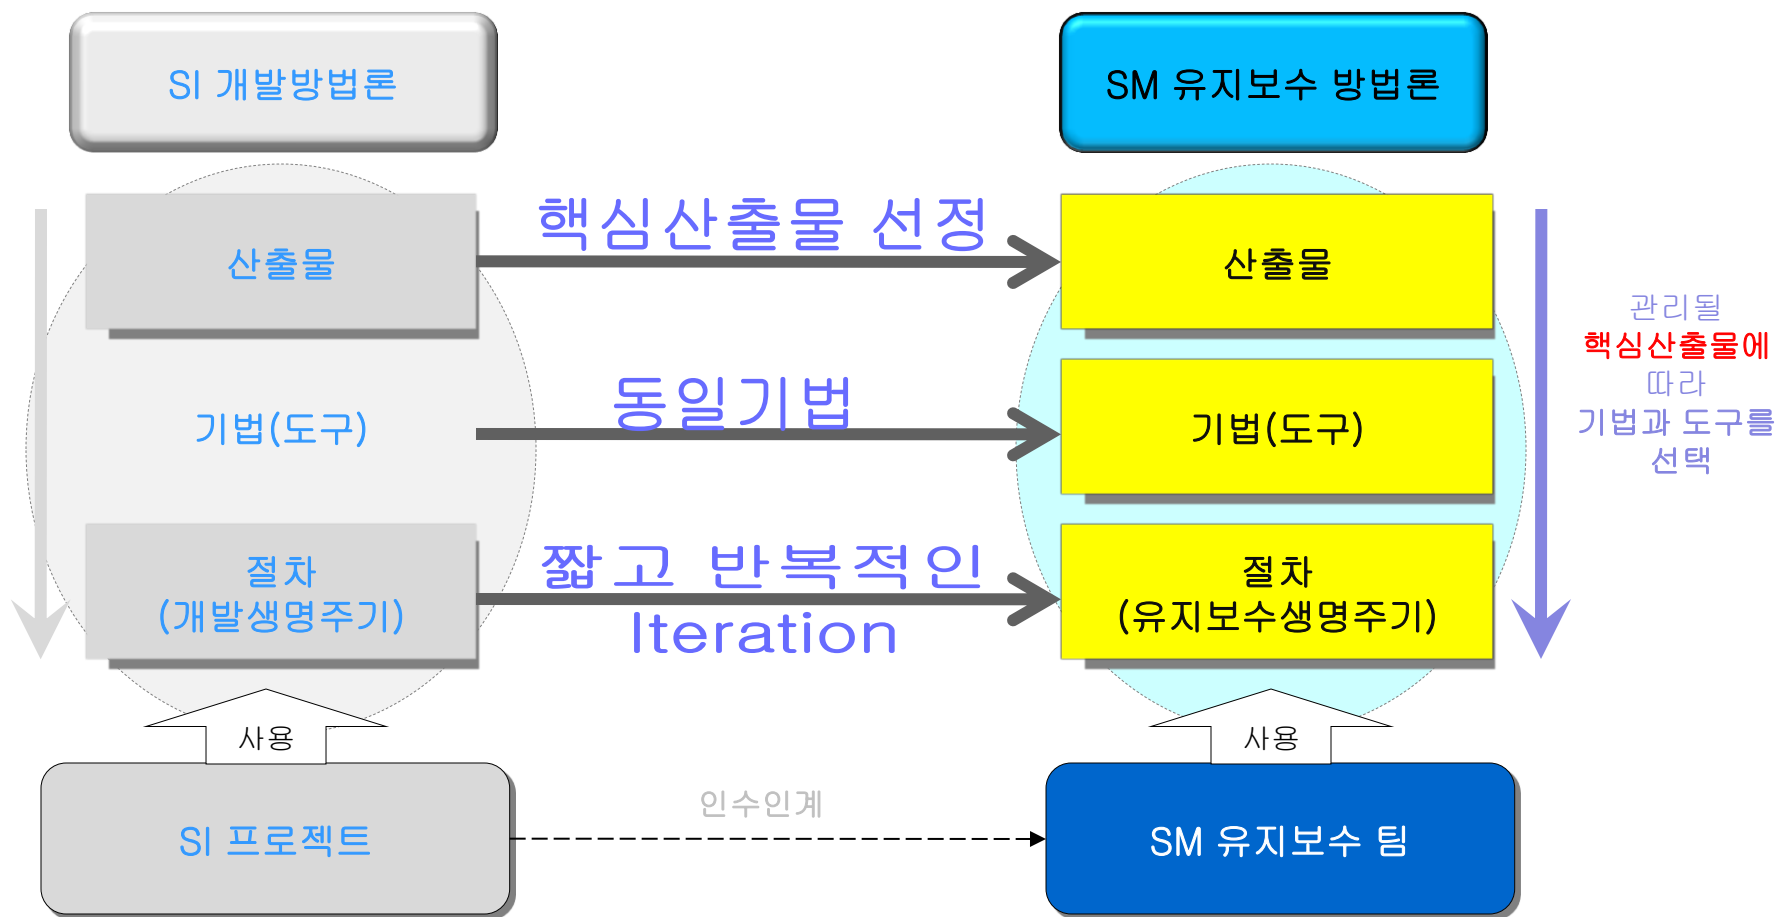 SI 개발방법론
SM 유지보수 방법론
산출물
핵심산출물 선정
산출물
기법(도구)
동일기법
기법(도구)
관리될
핵심산출물에
따라
기법과 도구를
선택
절차
(개발생명주기)
짧고 반복적인
Iteration
절차
(유지보수생명주기)
사용
사용
SI 프로젝트
인수인계
SM 유지보수 팀